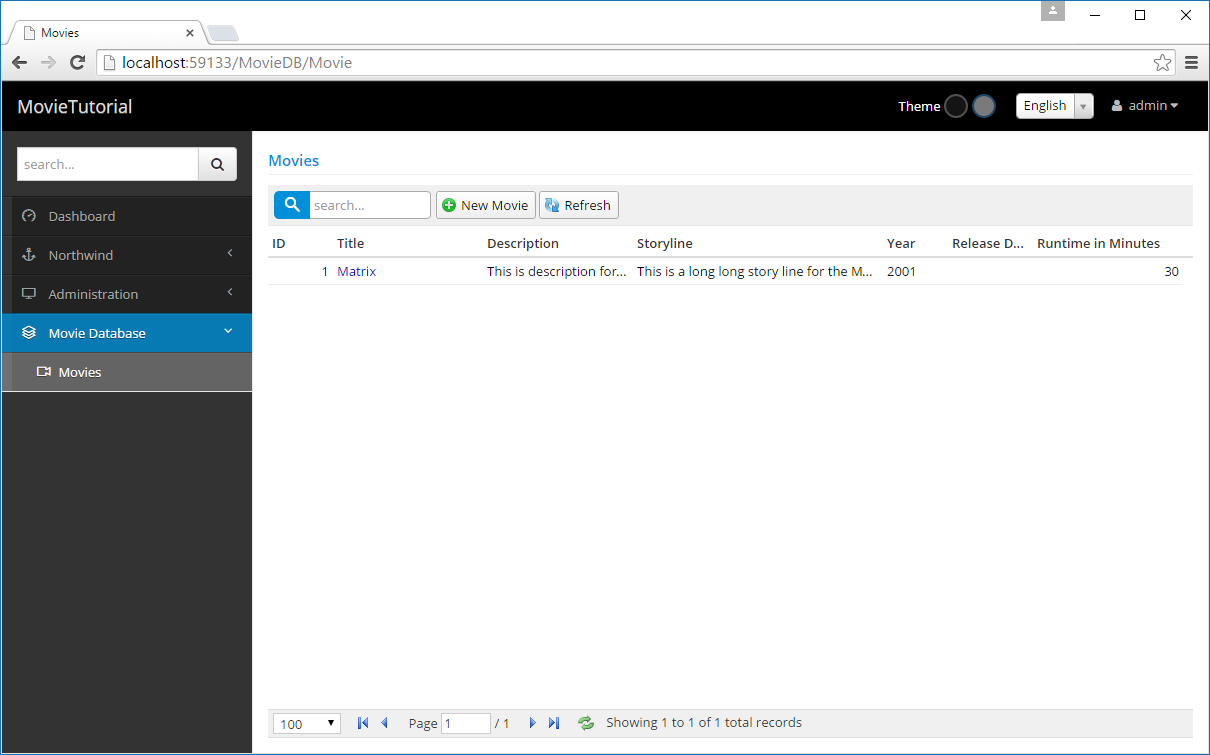 Movies
localhost:59133/MovieDB/Movie
MovieTutorial
Theme
English
admin
search...
Dashboard
Northwind
Administration
Movie Database
Movies
Movies
search...
New Movie
Refresh
ID Title Description Storyline Year Release D... Runtime in Minutes
1 Matrix This is description for... This is a long long story line for the M... 2001 30
100 Page 1 / 1 Showing 1 to 1 of 1 total records